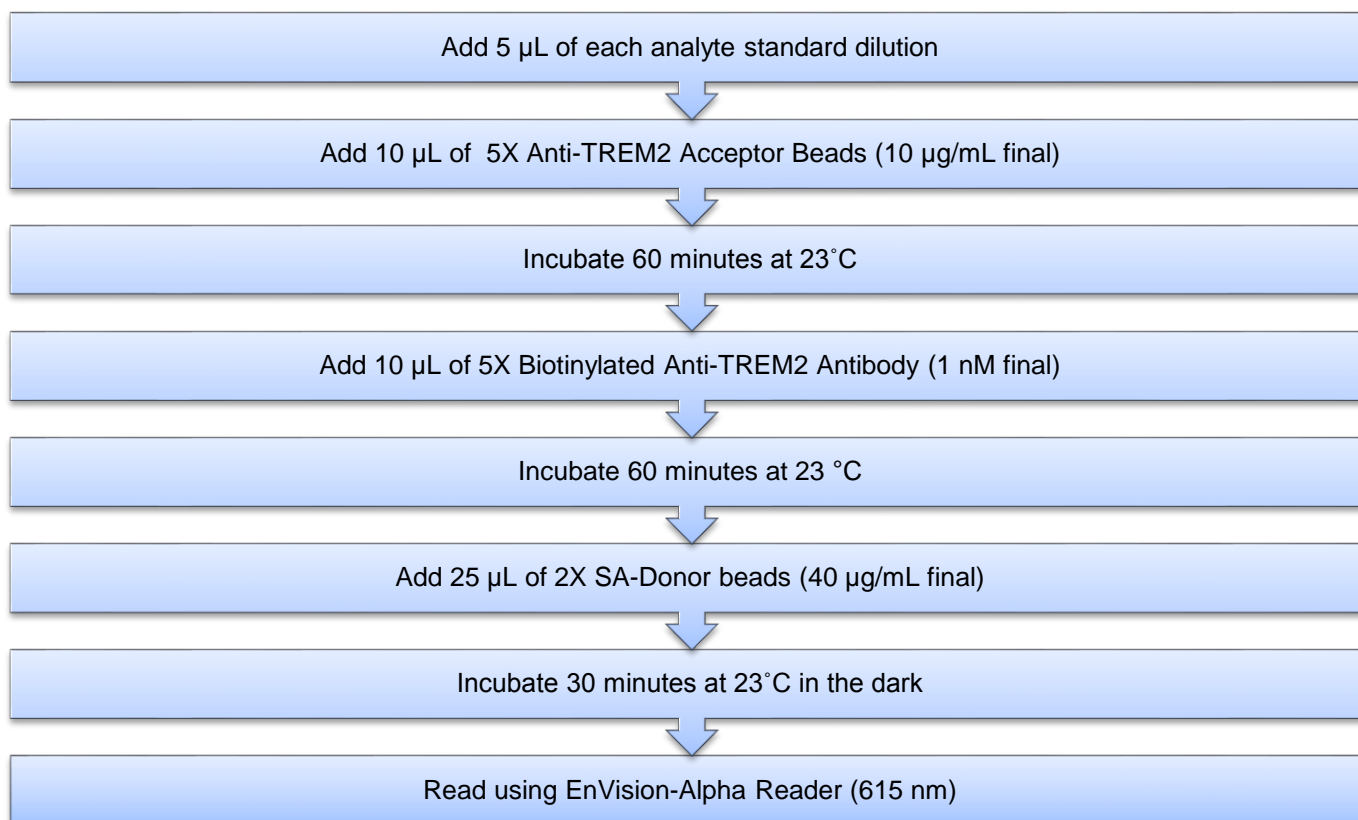 Add 5 µL of each analyte standard dilution
Add 10 µL of  5X Anti-TREM2 Acceptor Beads (10 µg/mL final)
Incubate 60 minutes at 23˚C
Add 10 µL of 5X Biotinylated Anti-TREM2 Antibody (1 nM final)
Incubate 60 minutes at 23 °C
Add 25 µL of 2X SA-Donor beads (40 µg/mL final)
Incubate 30 minutes at 23˚C in the dark
Read using EnVision-Alpha Reader (615 nm)